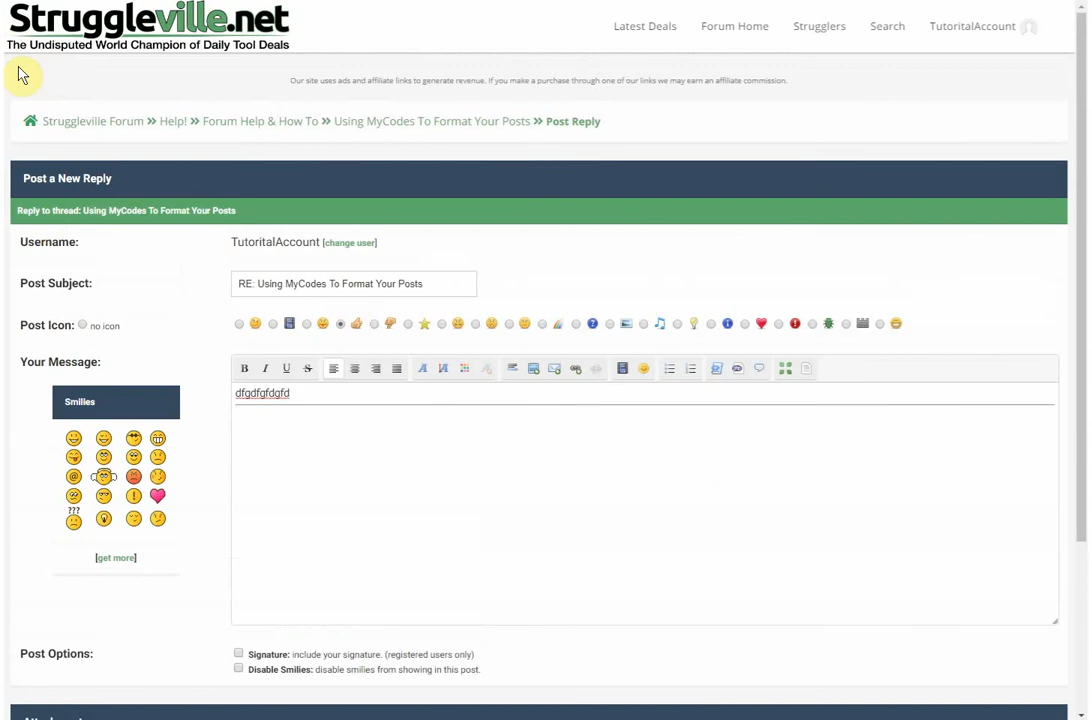 Struggleville.net
The Undisputed World Champion of Daily Tool Deals
Latest Deals Forum Home Strugglers Search TutoritalAccount
Our site uses ads and affiliate links to generate revenue. If you make a purchase through one of our links we may earn an affiliate commission.
Struggleville Forum » Help! » Forum Help & How To » Using MyCodes To Format Your Posts » Post Reply
Post a New Reply
Reply to thread: Using MyCodes To Format Your Posts
Username: TutoritalAccount [change user]
Post Subject: RE: Using MyCodes To Format Your Posts
Post Icon: no icon
Your Message: B I U S
dfgdfgfdgfd
Smilies
???
[get more]
Post Options: Signature: include your signature. (registered users only)
Disable Smilies: disable smilies from showing in this post.